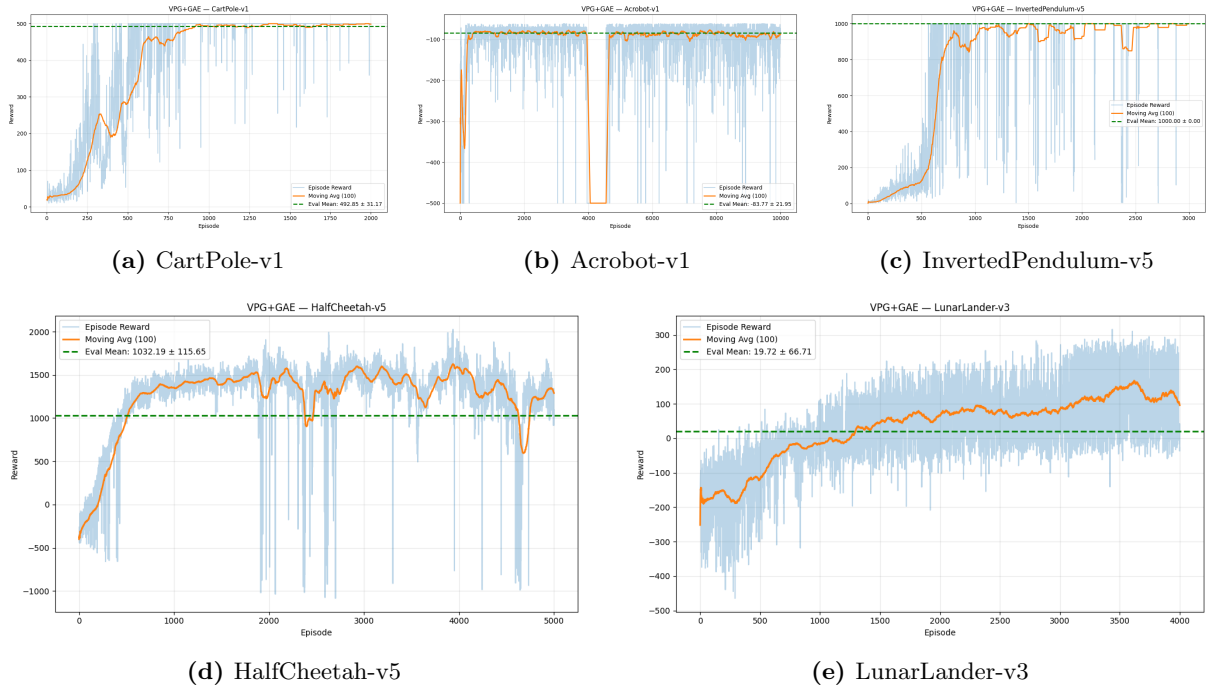 VPG+GAE — CartPole-v1
500
400
300
200
100
0
Reward
0 250 500 750 1000 1250 1500 1750 2000
Episode
Episode Reward
Moving Avg (100)
Eval Mean: 492.85 ± 31.17
(a) CartPole-v1
VPG+GAE — Acrobot-v1
−100
−200
−300
−400
−500
Reward
0 2000 4000 6000 8000 10000
Episode
Episode Reward
Moving Avg (100)
Eval Mean: -83.77 ± 21.95
(b) Acrobot-v1
VPG+GAE — InvertedPendulum-v5
1000
800
600
400
200
0
Reward
0 500 1000 1500 2000 2500 3000
Episode
Episode Reward
Moving Avg (100)
Eval Mean: 1000.00 ± 0.00
(c) InvertedPendulum-v5
VPG+GAE — HalfCheetah-v5
Episode Reward
Moving Avg (100)
Eval Mean: 1032.19 ± 115.65
2000
1500
1000
500
0
−500
−1000
Reward
0 1000 2000 3000 4000 5000
Episode
(d) HalfCheetah-v5
VPG+GAE — LunarLander-v3
Episode Reward
Moving Avg (100)
Eval Mean: 19.72 ± 66.71
300
200
100
0
−100
−200
−300
−400
−500
Reward
0 500 1000 1500 2000 2500 3000 3500 4000
Episode
(e) LunarLander-v3